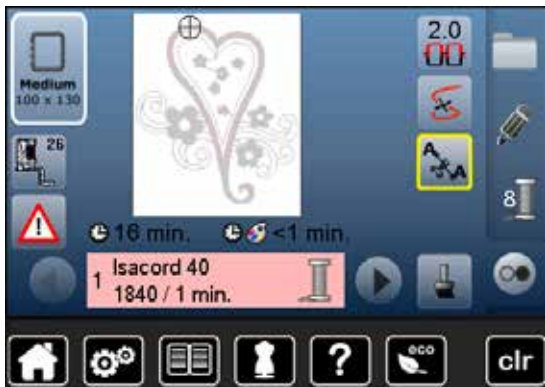 Medium
100 x 130
26
2.0
A
A
8
16 min.
<1 min.
1 Isacord 40
1840 / 1 min.
?
eco
clr